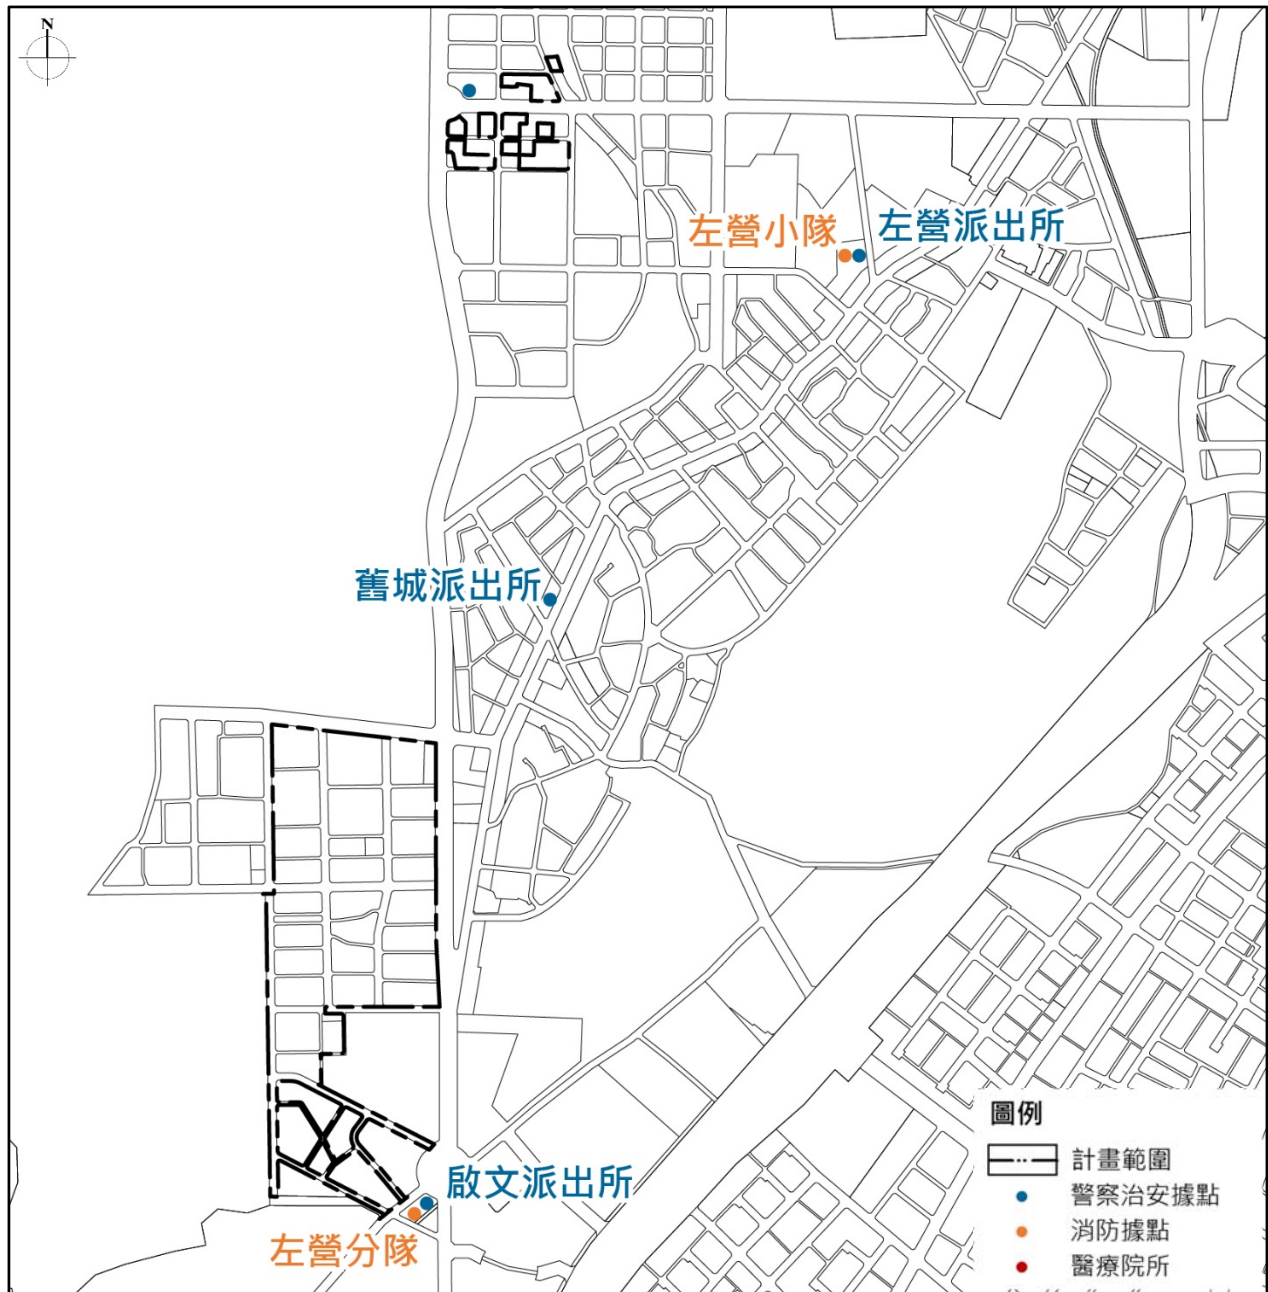 N
左營小隊
左營派出所
舊城派出所
啟文派出所
左營分隊
圖例
計畫範圍
警察治安據點
消防據點
醫療院所